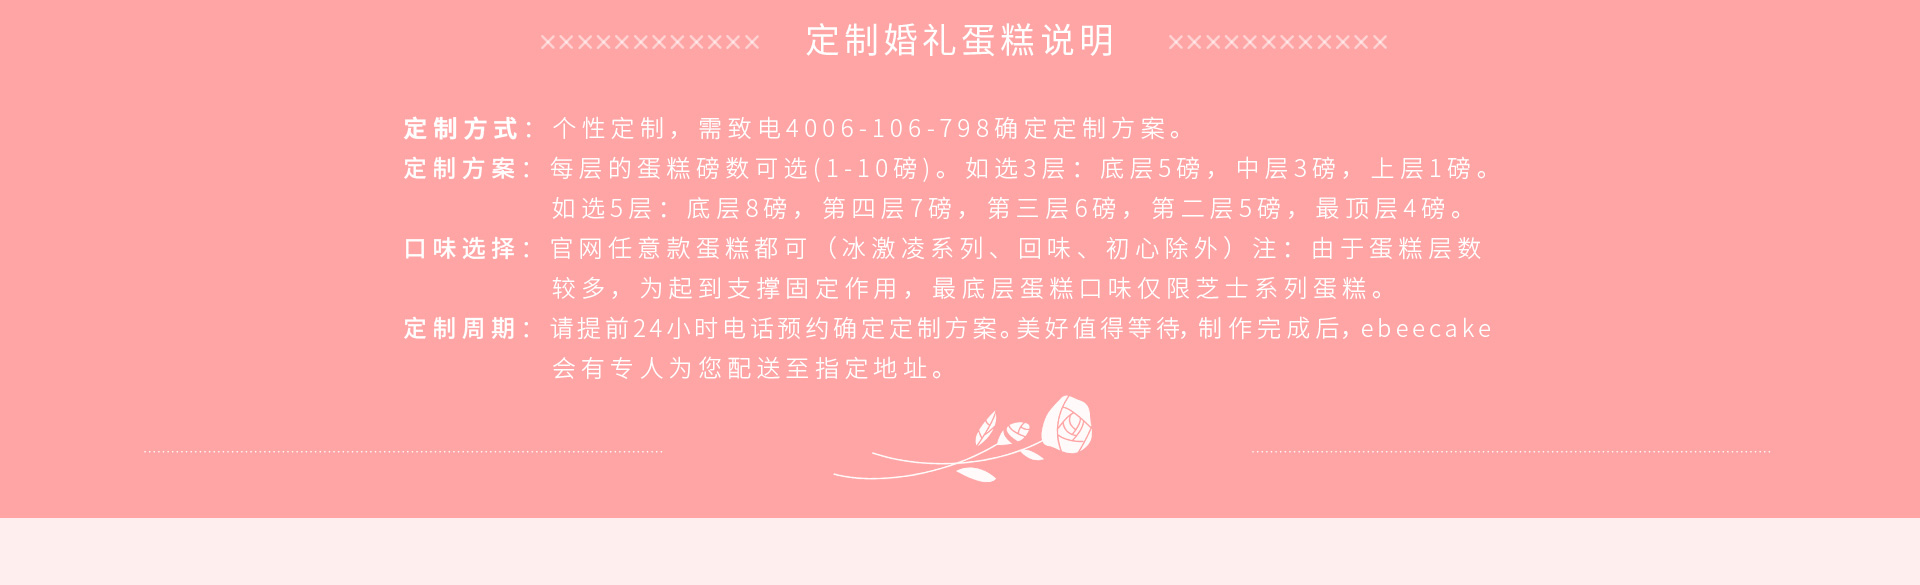 定制婚礼蛋糕说明
定制方式：个性定制，需致电4006-106-798确定定制方案。
定制方案：每层的蛋糕磅数可选(1-10磅)。如选3层：底层5磅，中层3磅，上层1磅。
如选5层：底层8磅，第四层7磅，第三层6磅，第二层5磅，最顶层4磅。
口味选择：官网任意款蛋糕都可（冰激凌系列、回味、初心除外）注：由于蛋糕层数
较多，为起到支撑固定作用，最底层蛋糕口味仅限芝士系列蛋糕。
定制周期：请提前24小时电话预约确定定制方案。美好值得等待，制作完成后，ebeecake
会有专人为您配送至指定地址。